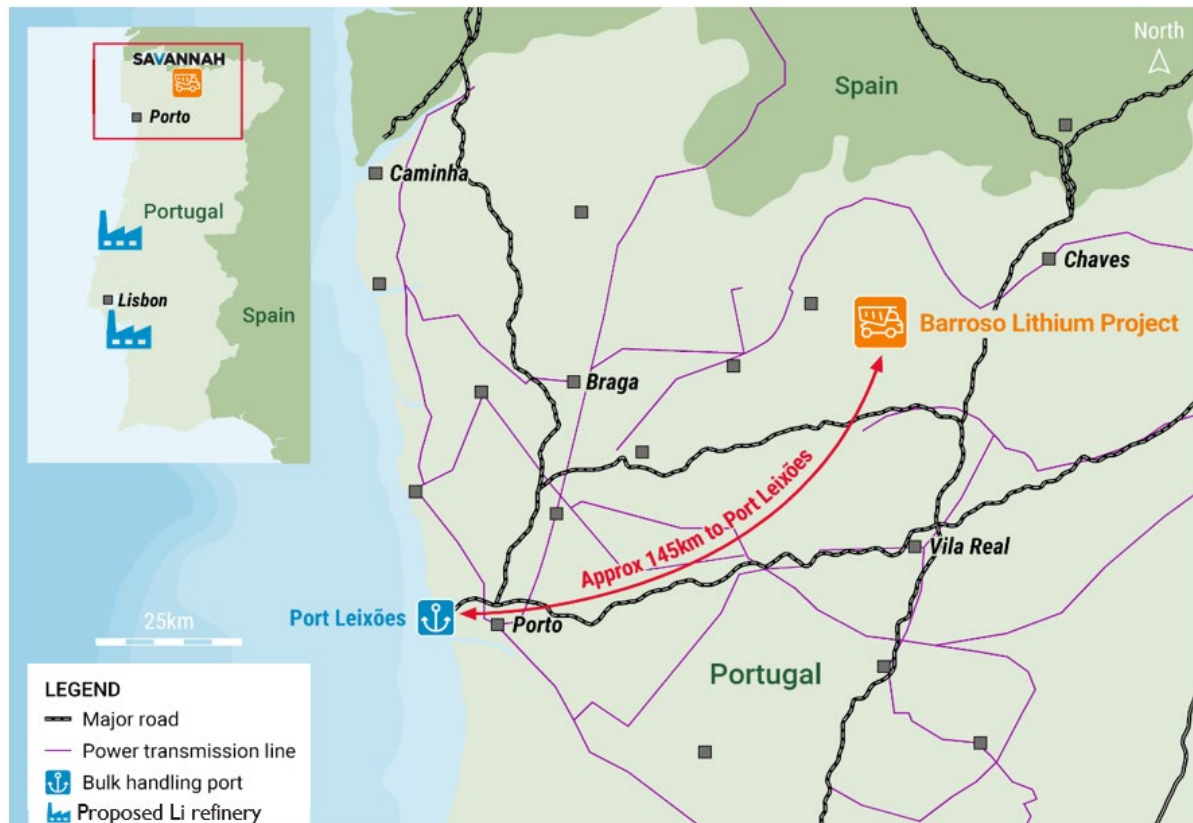 SAVANNAH
Porto
Portugal
Lisbon
Spain
North
Spain
Caminha
Chaves
Barroso Lithium Project
Braga
Approx 145km to Port Leixões
Vila Real
Port Leixões
Porto
25km
Portugal
LEGEND
Major road
Power transmission line
Bulk handling port
Proposed Li refinery